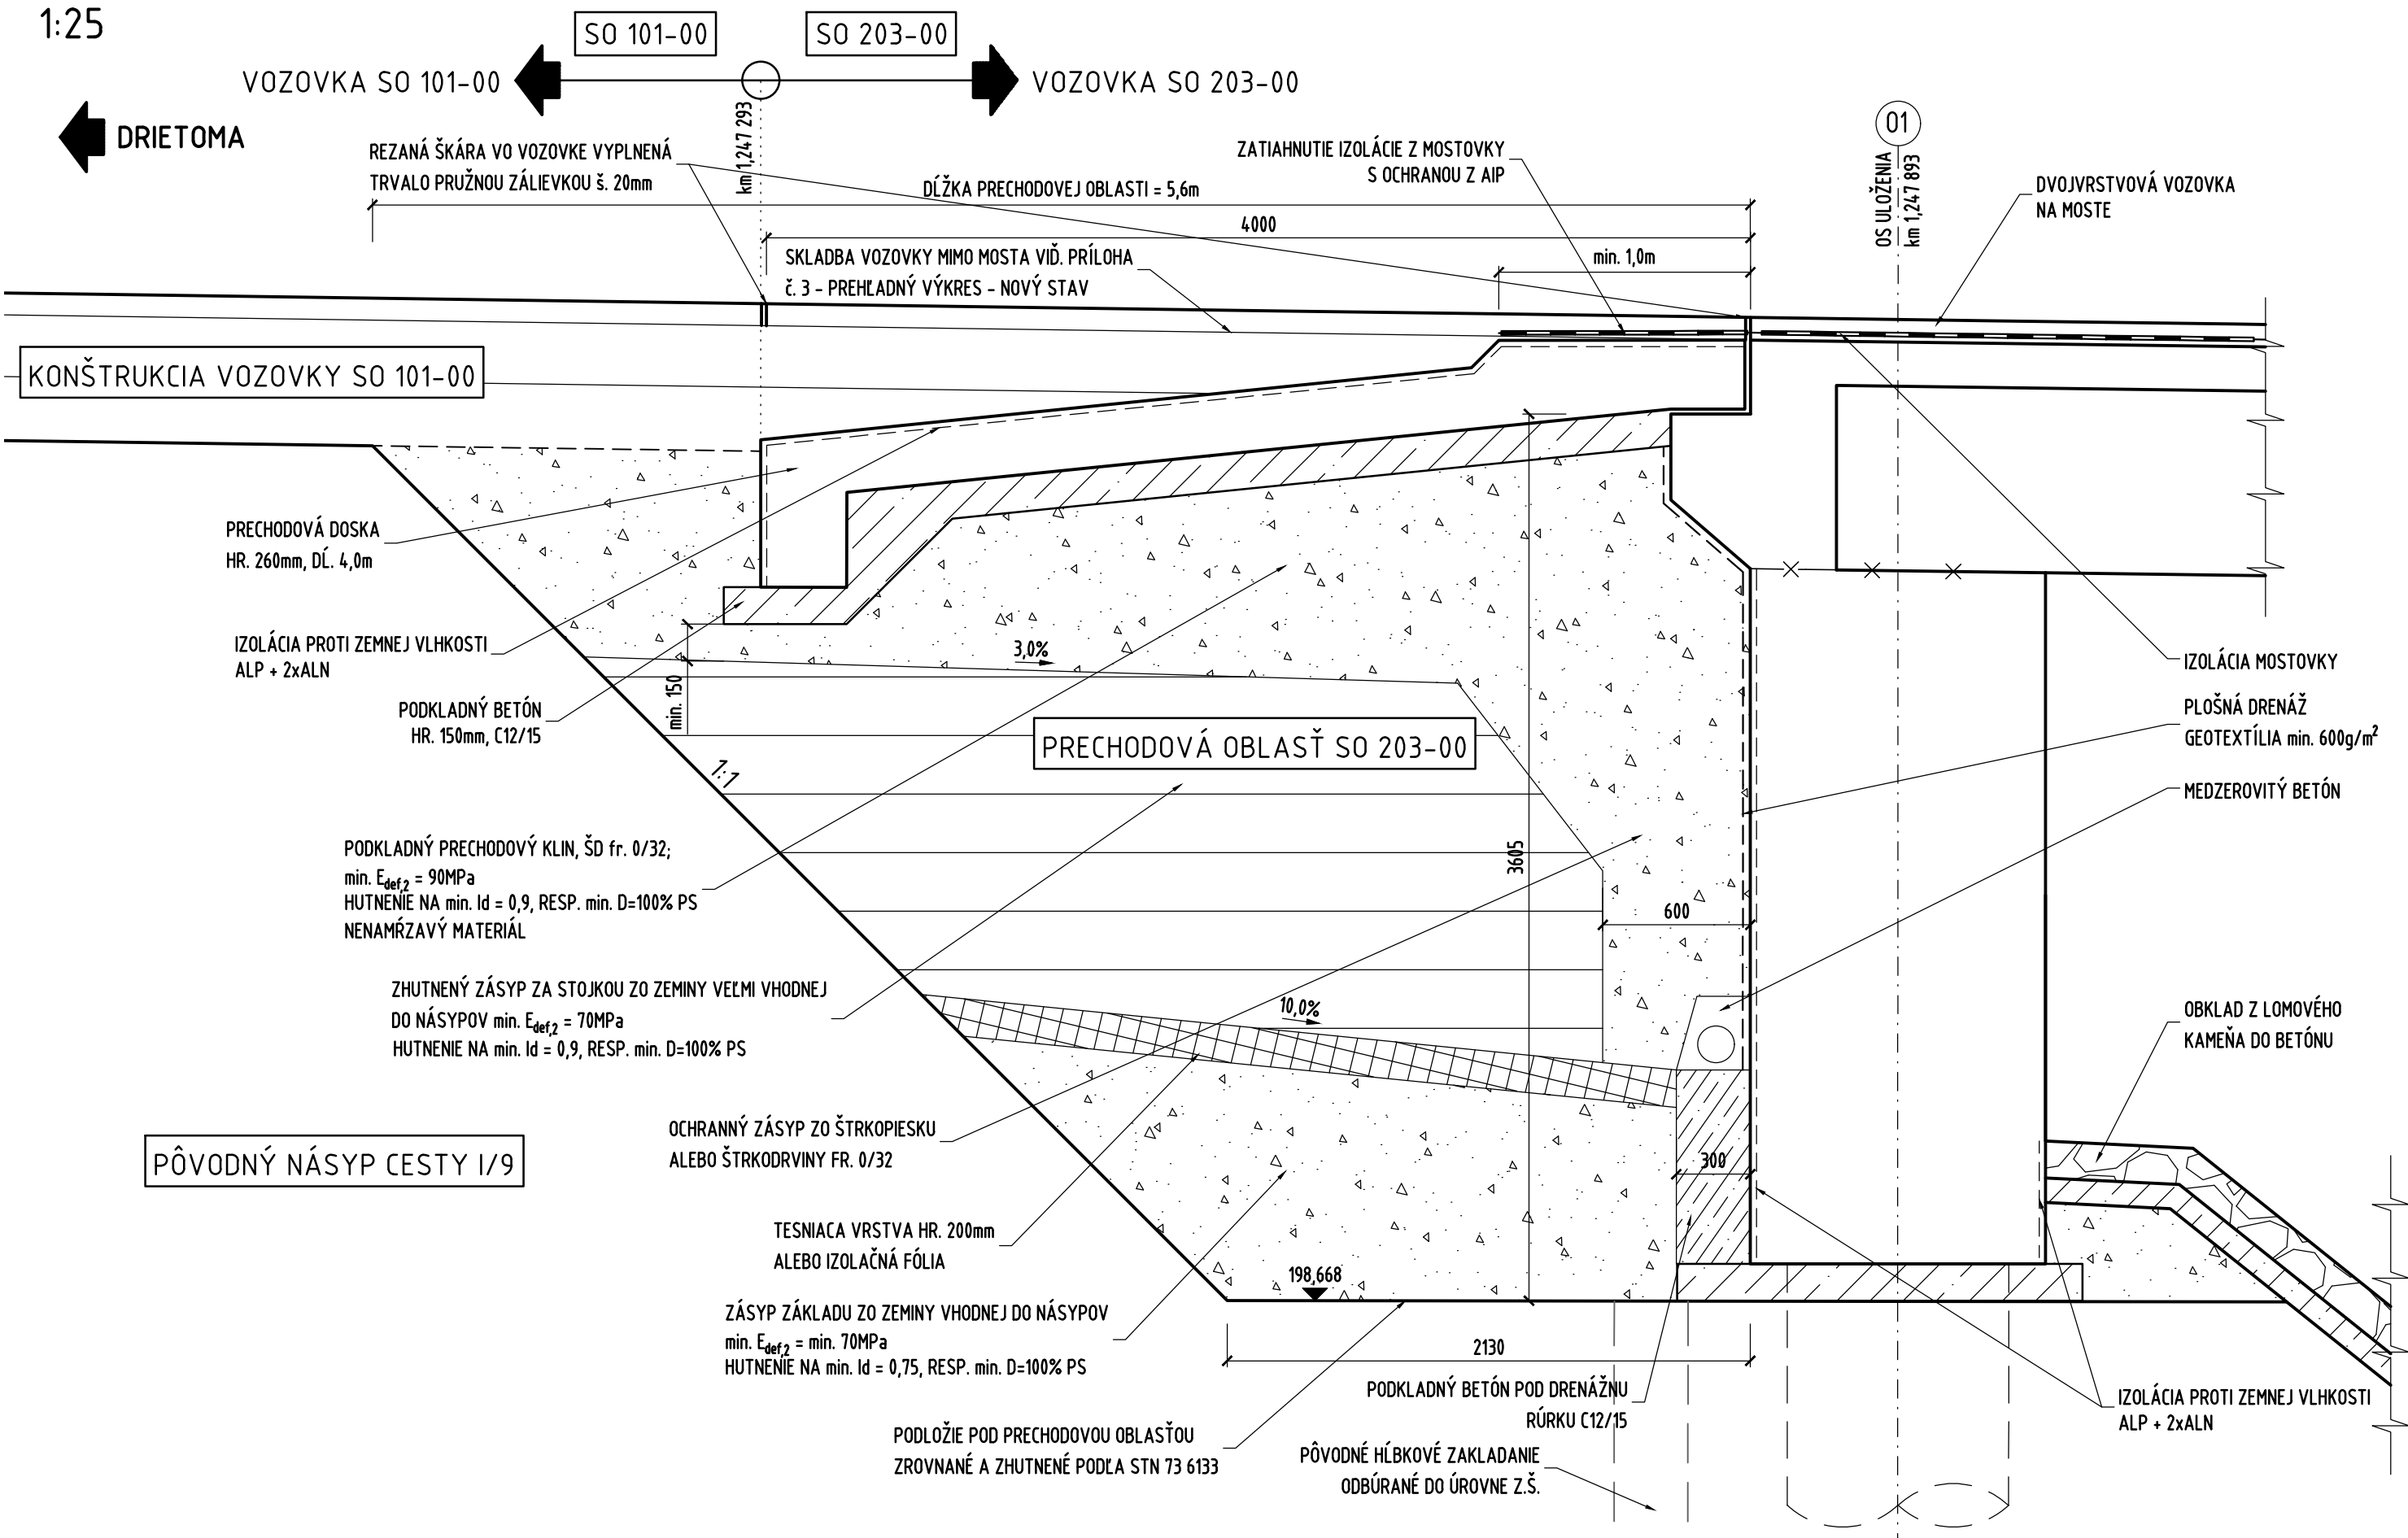 1:25
SO 101-00
SO 203-00
VOZOVKA SO 101-00
VOZOVKA SO 203-00
DRIETOMA
km 1,247 293
REZANÁ ŠKÁRA VO VOZOVKE VYPLNENÁ
TRVALO PRUŽNOU ZÁLIEVKOU š. 20mm
DĹŽKA PRECHODOVEJ OBLASTI = 5,6m
4000
ZATIAHNUTIE IZOLÁCIE Z MOSTOVKY
S OCHRANOU Z AIP
01
OS ULOŽENIA
km 1,247 893
DVOJVRSTVOVÁ VOZOVKA
NA MOSTE
SKLADBA VOZOVKY MIMO MOSTA VIĎ. PRÍLOHA
č. 3 - PREHĽADNÝ VÝKRES - NOVÝ STAV
min. 1,0m
KONŠTRUKCIA VOZOVKY SO 101-00
PRECHODOVÁ DOSKA
HR. 260mm, DĹ. 4,0m
IZOLÁCIA PROTI ZEMNEJ VLHKOSTI
ALP + 2xALN
3,0%
min. 150
PODKLADNÝ BETÓN
HR. 150mm, C12/15
PRECHODOVÁ OBLASŤ SO 203-00
1:1
IZOLÁCIA MOSTOVKY
PLOŠNÁ DRENÁŽ
GEOTEXTÍLIA min. 600g/m²
MEDZEROVITÝ BETÓN
PODKLADNÝ PRECHODOVÝ KLIN, ŠD fr. 0/32;
min. Edef,2 = 90MPa
HUTNENIE NA min. Id = 0,9, RESP. min. D=100% PS
NENAMŔZAVÝ MATERIÁL
3605
600
ZHUTNENÝ ZÁSYP ZA STOJKOU ZO ZEMINY VEĽMI VHODNEJ
DO NÁSYPOV min. Edef,2 = 70MPa
HUTNENIE NA min. Id = 0,9, RESP. min. D=100% PS
10,0%
OBKLAD Z LOMOVÉHO
KAMEŇA DO BETÓNU
OCHRANNÝ ZÁSYP ZO ŠTRKOPIESKU
ALEBO ŠTRKODRVINY FR. 0/32
PÔVODNÝ NÁSYP CESTY I/9
300
TESNIACA VRSTVA HR. 200mm
ALEBO IZOLAČNÁ FÓLIA
198,668
ZÁSYP ZÁKLADU ZO ZEMINY VHODNEJ DO NÁSYPOV
min. Edef,2 = min. 70MPa
HUTNENIE NA min. Id = 0,75, RESP. min. D=100% PS
2130
PODKLADNÝ BETÓN POD DRENÁŽNU
RÚRKU C12/15
IZOLÁCIA PROTI ZEMNEJ VLHKOSTI
ALP + 2xALN
PODLOŽIE POD PRECHODOVOU OBLASŤOU
ZROVNANÉ A ZHUTNENÉ PODĽA STN 73 6133
PÔVODNÉ HĹBKOVÉ ZAKLADANIE
ODBÚRANÉ DO ÚROVNE Z.Š.